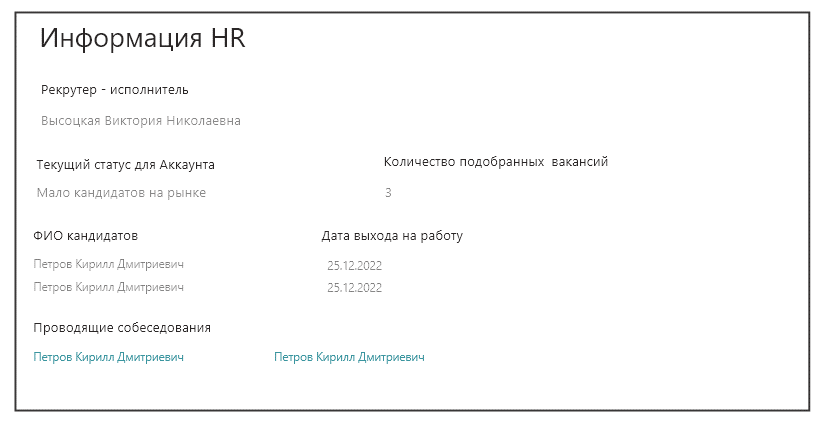 Информация HR
Рекрутер - исполнитель
Высоцкая Виктория Николаевна
Текущий статус для Аккаунта
Количество подобранных вакансий
Мало кандидатов на рынке
3
ФИО кандидатов
Дата выхода на работу
Петров Кирилл Дмитриевич
25.12.2022
Петров Кирилл Дмитриевич
25.12.2022
Проводящие собеседования
Петров Кирилл Дмитриевич
Петров Кирилл Дмитриевич